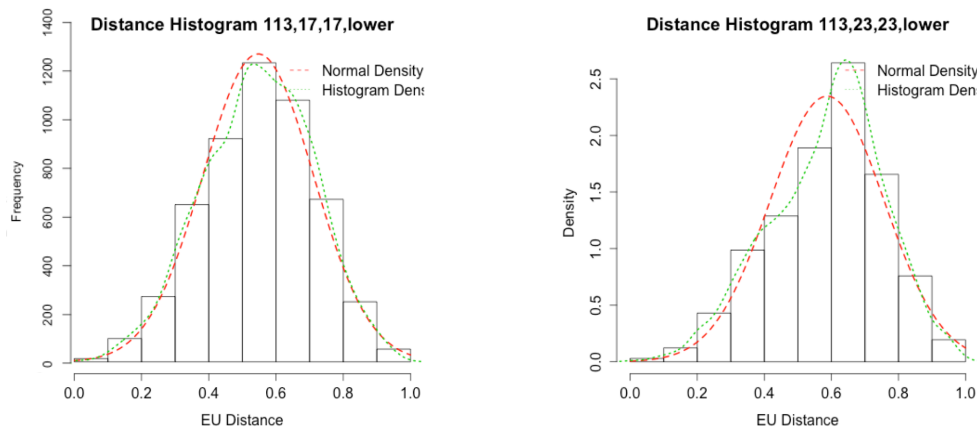 Distance Histogram 113,17,17,lower
Normal Density
Histogram Dens
Frequency
1400
1200
1000
800
600
400
200
0
0.0 0.2 0.4 0.6 0.8 1.0
EU Distance
Distance Histogram 113,23,23,lower
Normal Density
Histogram Dens
Density
2.5
2.0
1.5
1.0
0.5
0.0
0.0 0.2 0.4 0.6 0.8 1.0
EU Distance